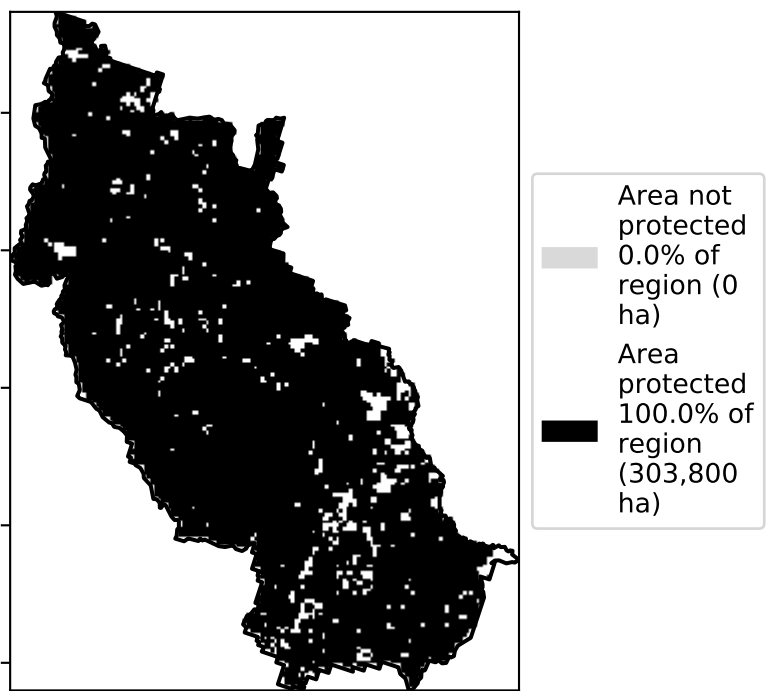 Area not
protected
0.0% of
region (0
ha)
Area
protected
100.0% of
region
(303,800
ha)